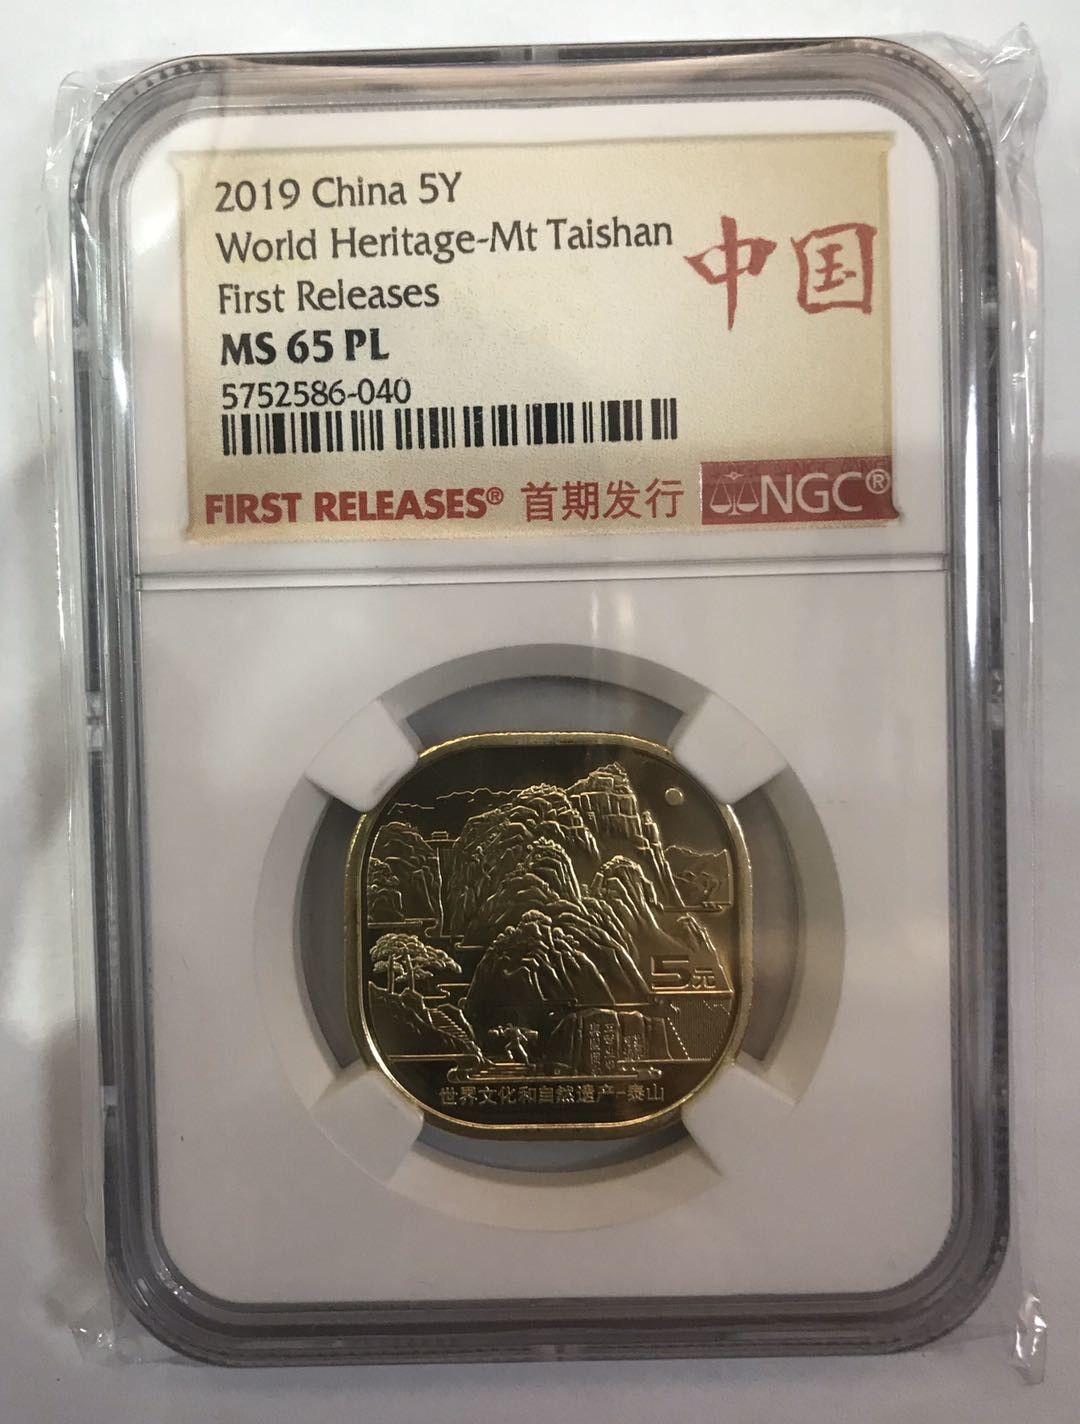 2019 China 5Y
World Heritage-Mt Taishan
First Releases
MS 65 PL
5752586-040
中国
FIRST RELEASES® 首期发行 NGC®
5元
世界文化和自然遗产-泰山